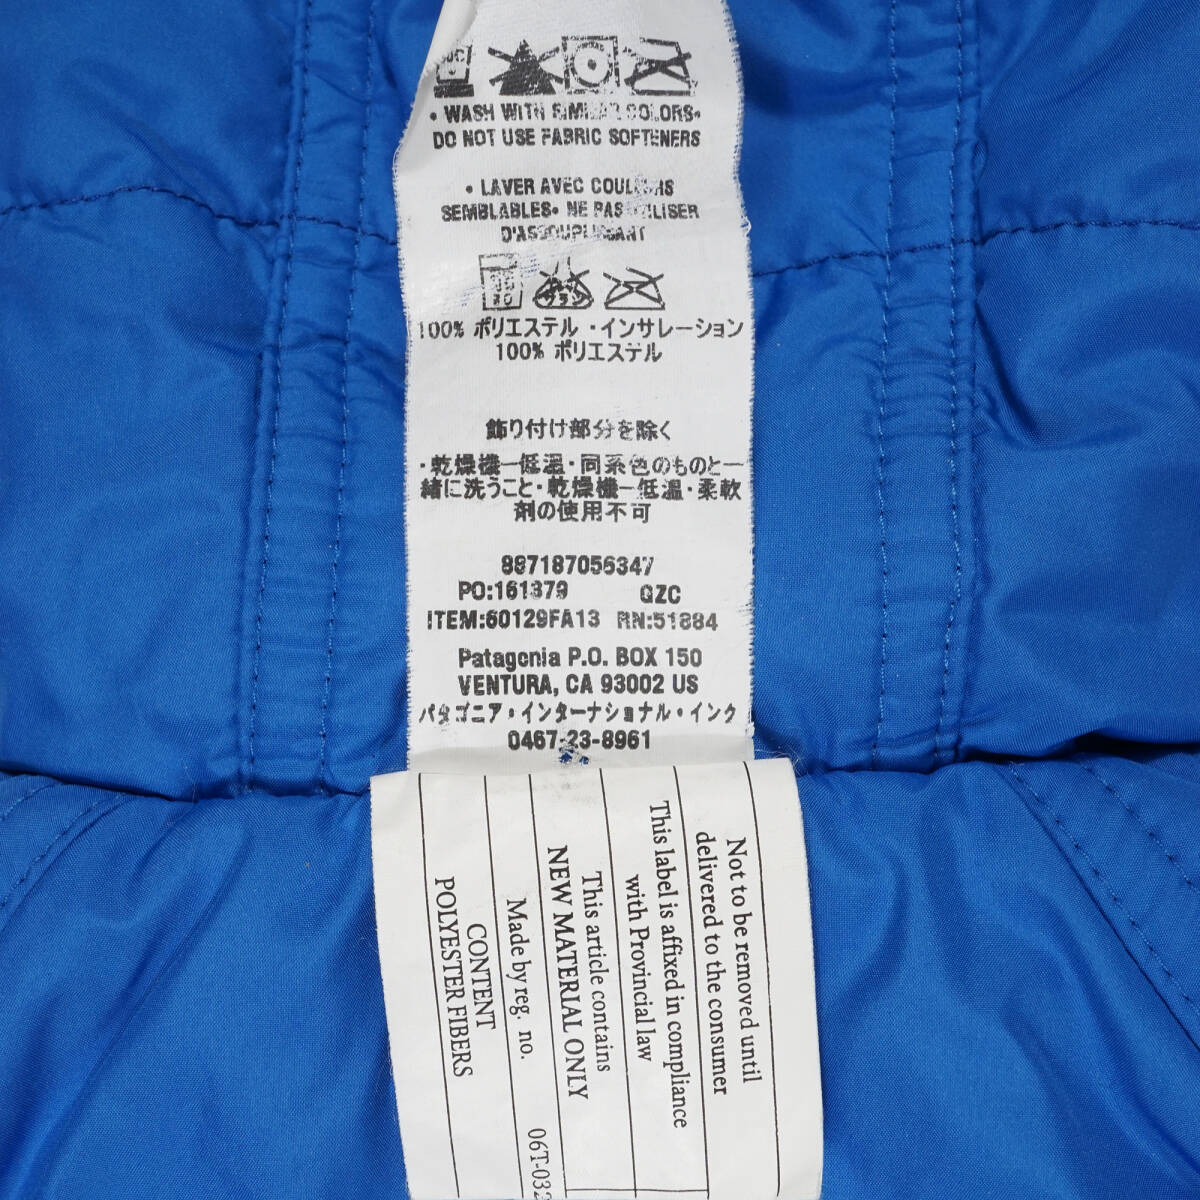 • WASH WITH SIMILAR COLORS•
DO NOT USE FABRIC SOFTENERS
• LAVER AVEC COULEURS
SEMBLABLES• NE PAS UTILISER
D'ASSOUPLISSANT
100% ポリエステル ・インサレーション
100% ポリエステル
飾り付け部分を除く
・乾燥機一低温・同系色のものと一
緒に洗うこと・乾燥機一低温・柔軟
剤の使用不可
887187056347
PO:161379 QZC
ITEM:60129FA13 RN:51884
Patagonia P.O. BOX 150
VENTURA, CA 93002 US
パタゴニア・インターナショナル・インク
0467-23-8961
Not to be removed until
delivered to the consumer
This label is affixed in compliance
with Provincial law
This article contains
NEW MATERIAL ONLY
Made by reg. no. 06T-032
CONTENT
POLYESTER FIBERS